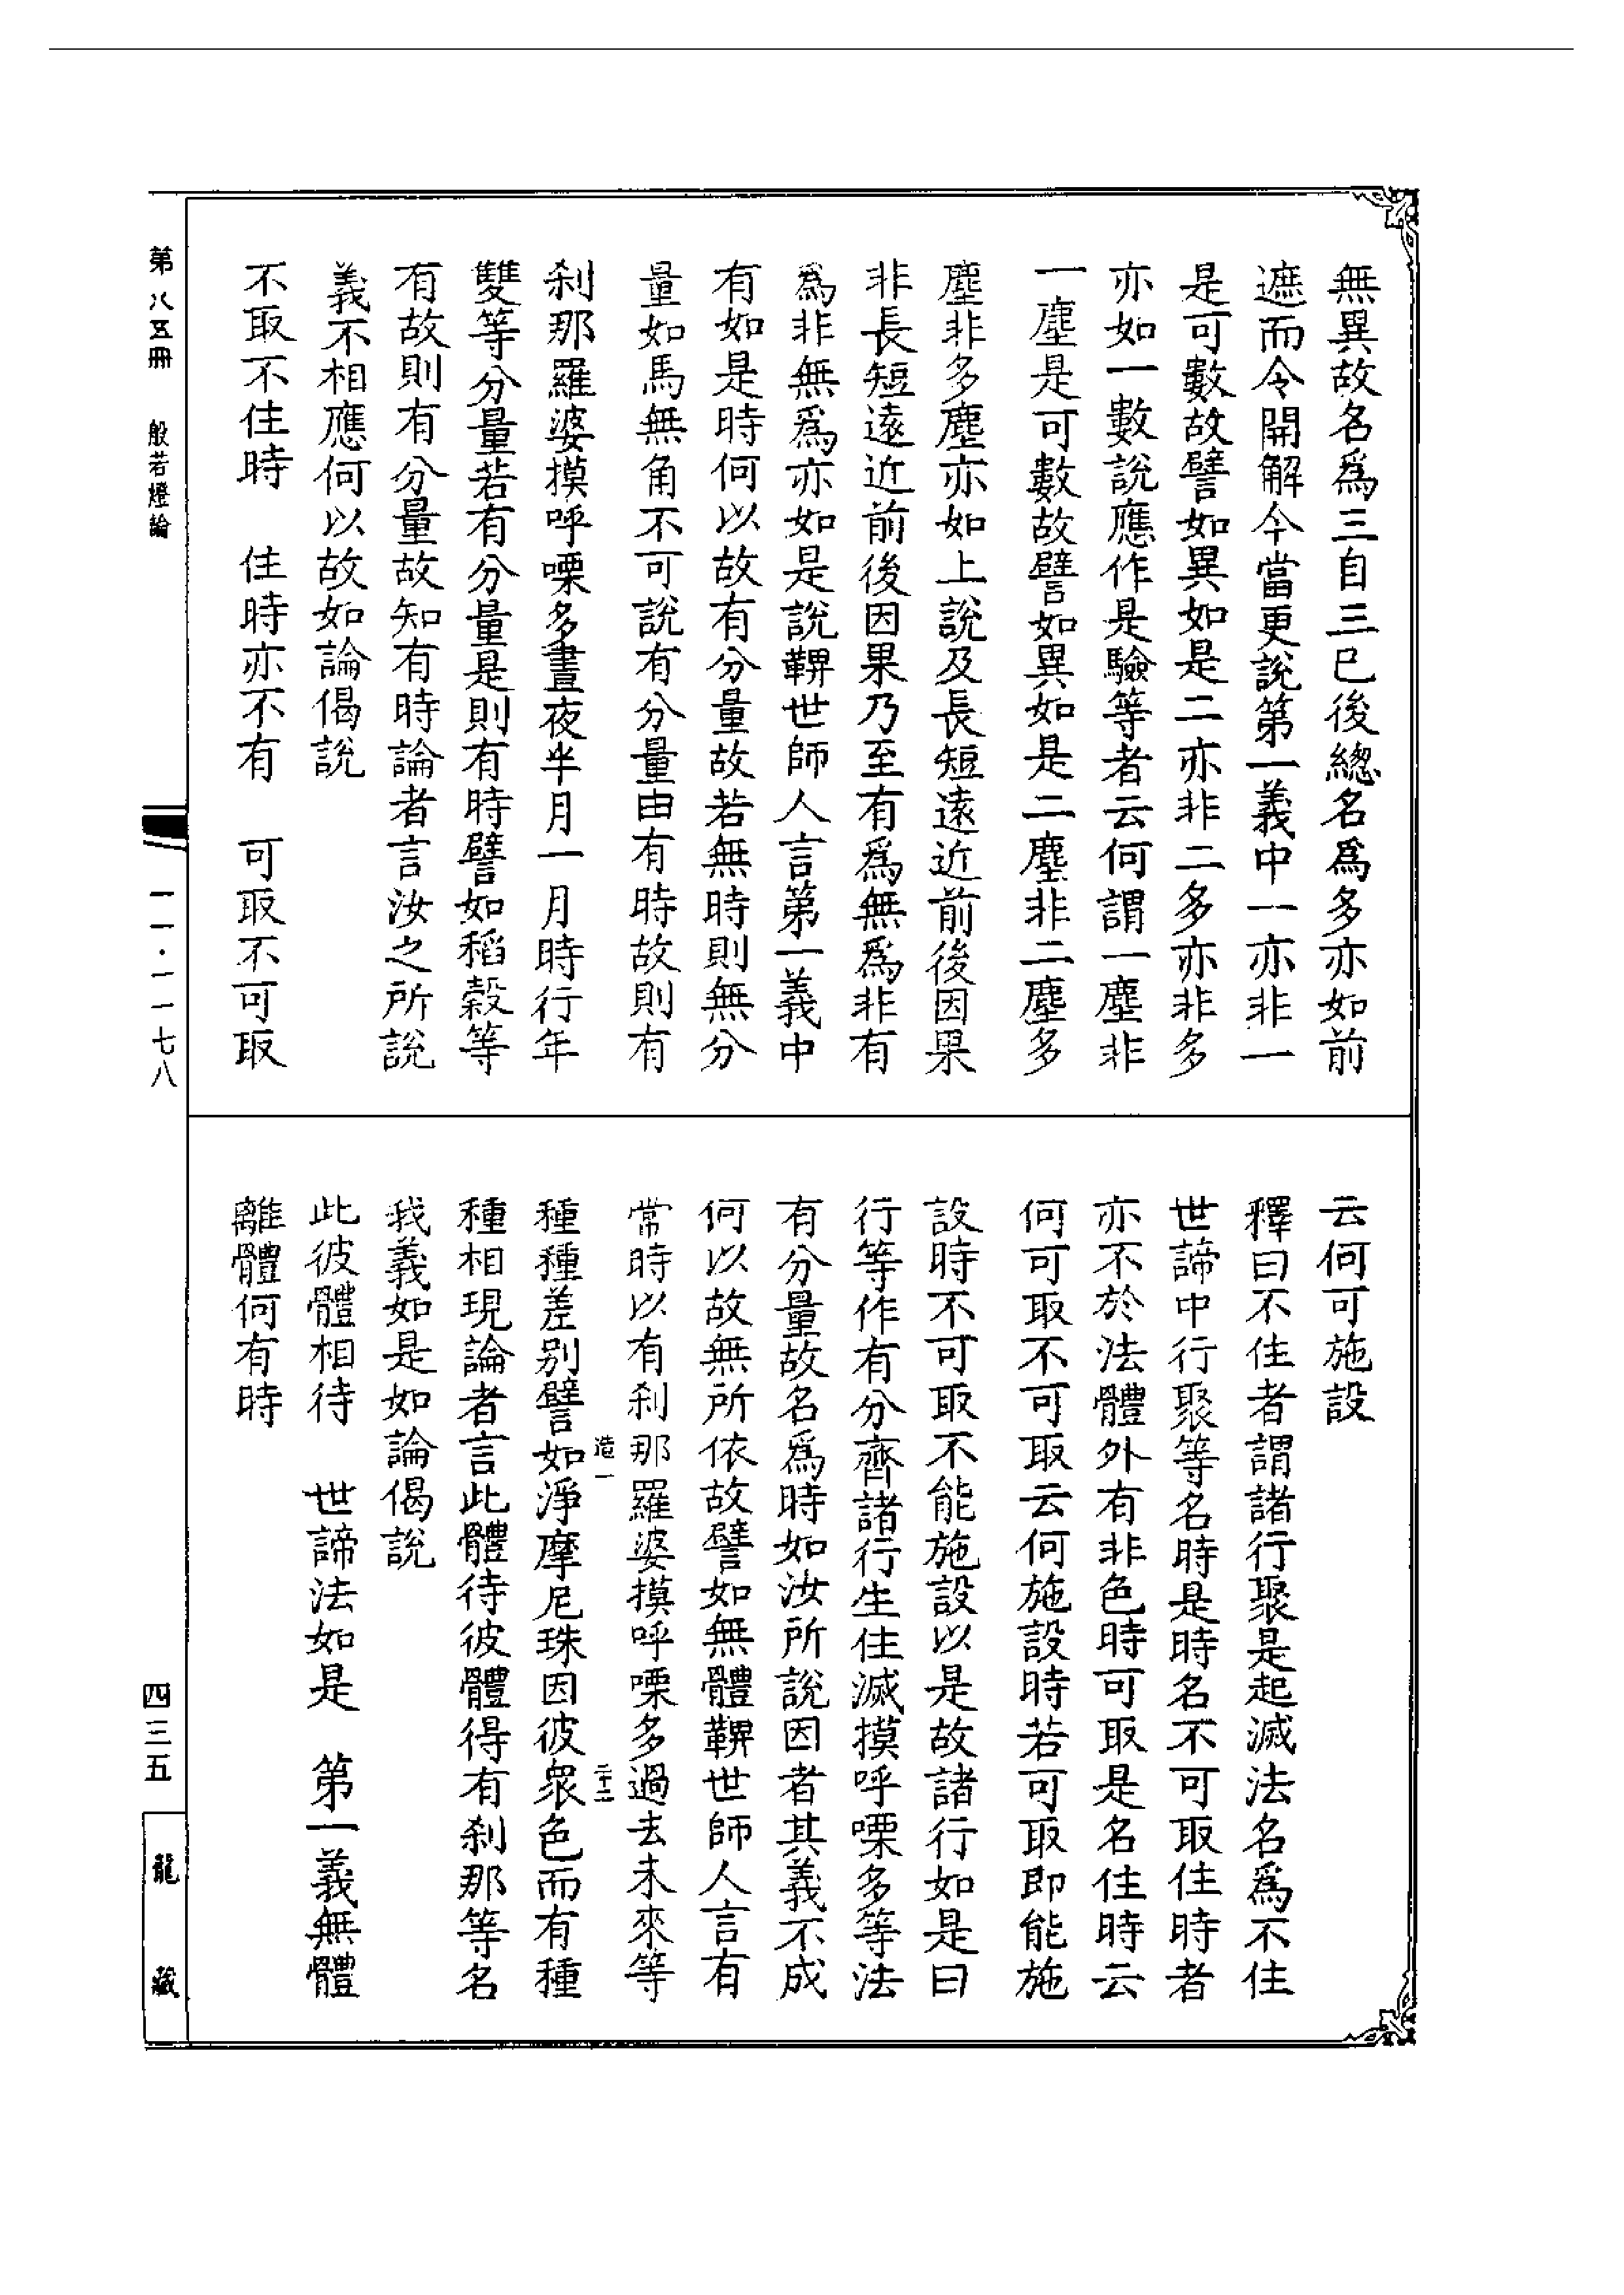 無異故名爲三自三巳後總名爲多亦如前
遮而令開解今當更說第一義中一亦非一
是可數故譬如異如是二亦非二多亦非多
亦如一數說應作是驗等者云何謂一塵非
一塵是可數故譬如異如是二塵非二塵多
塵非多塵亦如上說及長短遠近前後因果
非長短遠近前後因果乃至有爲無爲非有
爲非無爲亦如是說鞞世師人言第一義中
有如是時何以故有分量故若無時則無分
量如馬無角不可說有分量由有時故則有
刹那羅婆摸呼㗚多晝夜半月一月時行年
雙等分量若有分量是則有時譬如稻穀等
有故則有分量故知有時論者言汝之所說
義不相應何以故如論偈說
不取不住時　住時亦不有　可取不可取
云何可施設
釋曰不住者謂諸行聚是起滅法名爲不住
世諦中行聚等名時是時名不可取住時者
亦不於法體外有非色時可取是名住時云
何可取不可取云何施設時若可取即能施
設時不可取不能施設以是故諸行如是曰
行等作有分齊諸行生住滅摸呼㗚多等法
有分量故名爲時如汝所說因者其義不成
何以故無所依故譬如無體鞞世師人言有
常時以有刹那羅婆摸呼㗚多過去未來等
種種差別譬如淨摩尼珠因彼衆色而有種
種相現論者言此體待彼體得有刹那等名
我義如是如論偈說
此彼體相待　世諦法如是　第一義無體
離體何有時
造一
二十二
第八五冊　般若燈論
一一·一一七八
四三五
龍藏